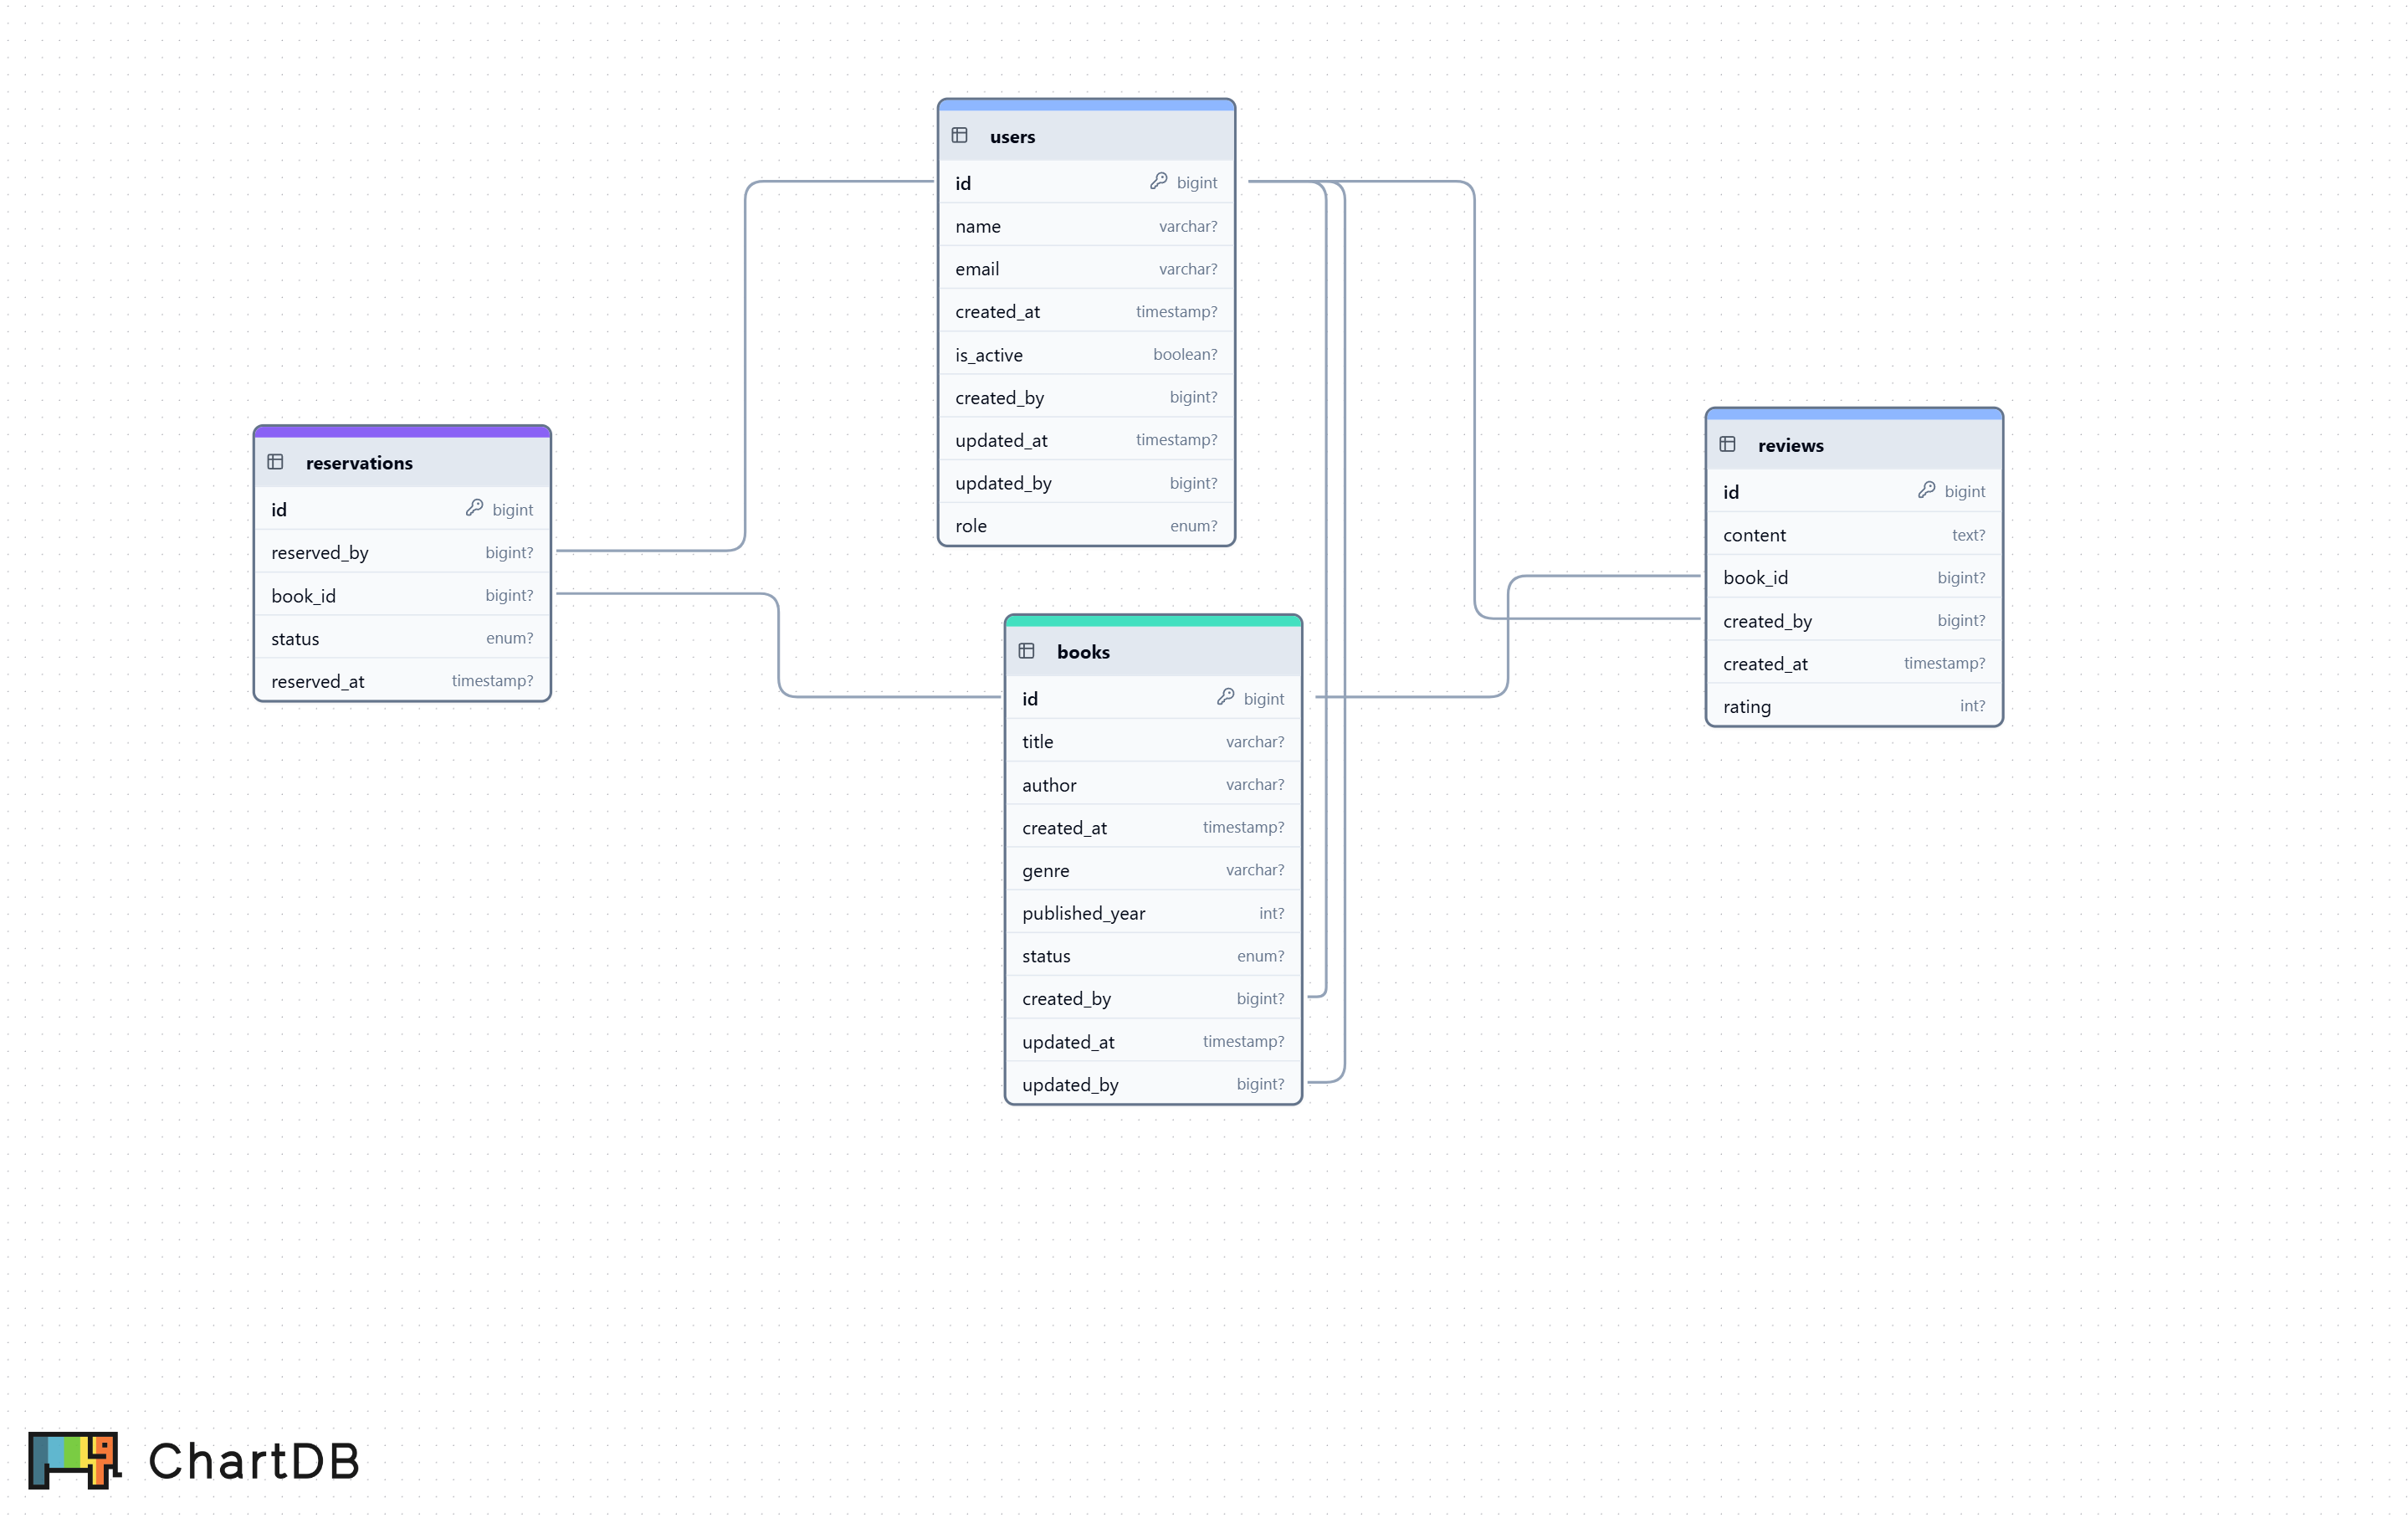 users
id bigint
name varchar?
email varchar?
created_at timestamp?
is_active boolean?
created_by bigint?
updated_at timestamp?
updated_by bigint?
role enum?
reservations
id bigint
reserved_by bigint?
book_id bigint?
status enum?
reserved_at timestamp?
books
id bigint
title varchar?
author varchar?
created_at timestamp?
genre varchar?
published_year int?
status enum?
created_by bigint?
updated_at timestamp?
updated_by bigint?
reviews
id bigint
content text?
book_id bigint?
created_by bigint?
created_at timestamp?
rating int?
ChartDB